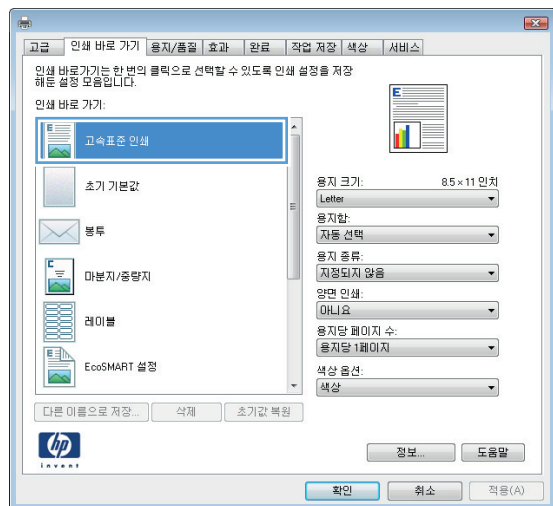 고급 인쇄 바로 가기 용지/품질 효과 완료 작업 저장 색상 서비스
인쇄 바로가기는 한 번의 클릭으로 선택할 수 있도록 인쇄 설정을 저장
해둔 설정 모음입니다.
인쇄 바로 가기:
고속표준 인쇄
초기 기본값
봉투
마분지/중량지
레이블
EcoSMART 설정
다른 이름으로 저장... 삭제 초기값 복원
E
용지 크기: 8.5×11 인치
Letter
용지함:
자동 선택
용지 종류:
지정되지 않음
양면 인쇄:
아니요
용지당 페이지 수:
용지당 1페이지
색상 옵션:
색상
hp
invent
정보... 도움말
확인 취소 적용(A)